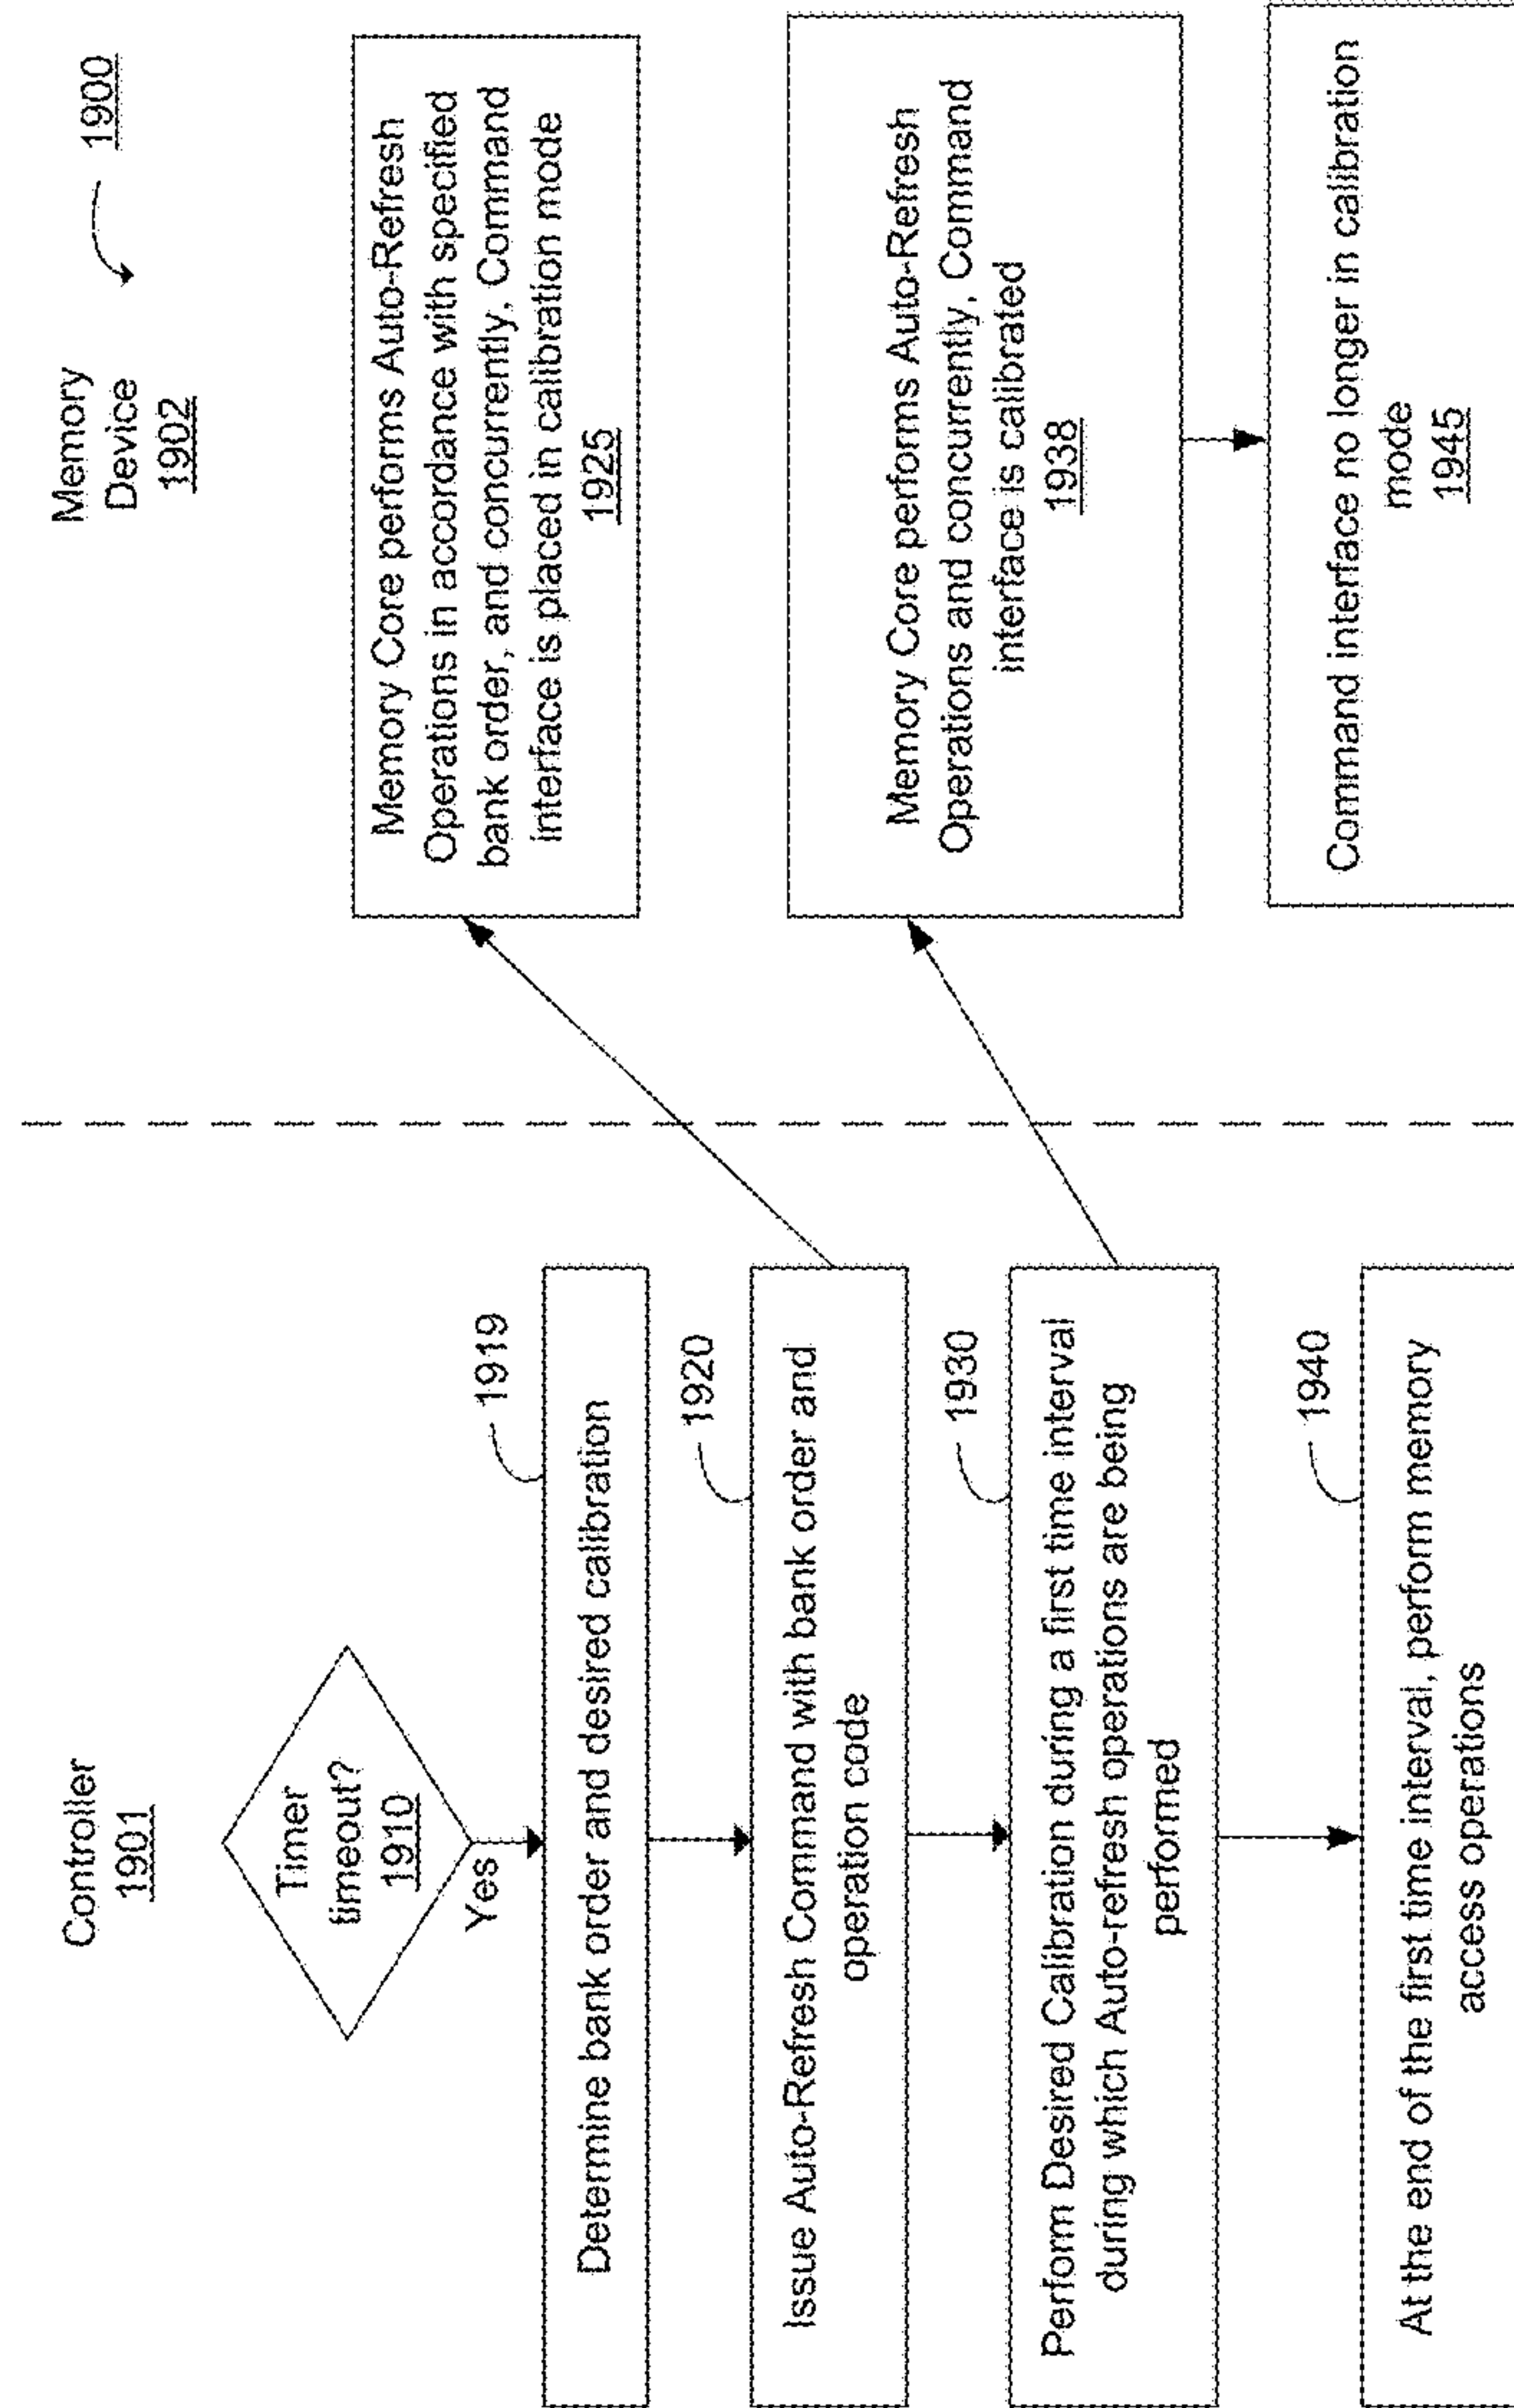 Controller
1901
Timer
timeout?
1910
Yes
1919
Determine bank order and desired calibration
1920
Issue Auto-Refresh Command with bank order and
operation code
1930
Perform Desired Calibration during a first time interval
during which Auto-refresh operations are being
performed
1940
At the end of the first time interval, perform memory
access operations
Memory
Device
1902
1900
Memory Core performs Auto-Refresh
Operations in accordance with specified
bank order, and concurrently, Command
interface is placed in calibration mode
1925
Memory Core performs Auto-Refresh
Operations and concurrently, Command
interface is calibrated
1938
Command interface no longer in calibration
mode
1945